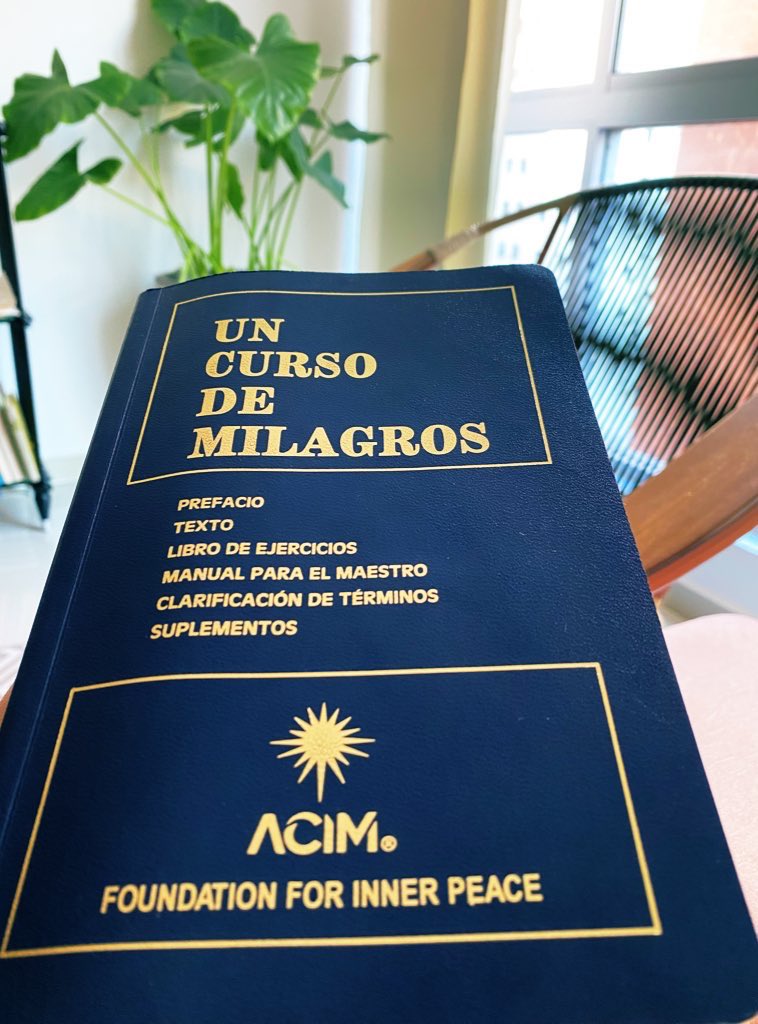 UN
CURSO
DE
MILAGROS
PREFACIO
TEXTO
LIBRO DE EJERCICIOS
MANUAL PARA EL MAESTRO
CLARIFICACIÓN DE TÉRMINOS
SUPLEMENTOS
ACIM®
FOUNDATION FOR INNER PEACE